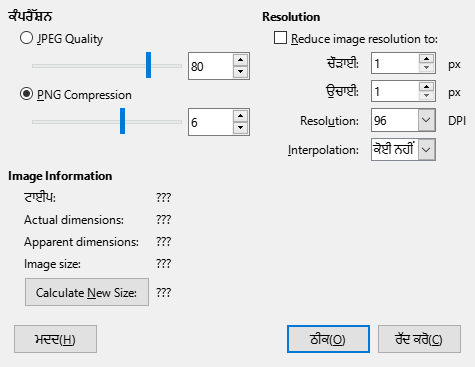 ਕੰਪਰੈੱਸ਼ਨ
JPEG Quality
80
PNG Compression
6
Resolution
Reduce image resolution to:
ਚੌੜਾਈ: 1 px
ਉਚਾਈ: 1 px
Resolution: 96 DPI
Interpolation: ਕੋਈ ਨਹੀਂ
Image Information
ਟਾਈਪ: ???
Actual dimensions: ???
Apparent dimensions: ???
Image size: ???
Calculate New Size: ???
ਮਦਦ(H) ਠੀਕ(O) ਰੱਦ ਕਰੋ(C)